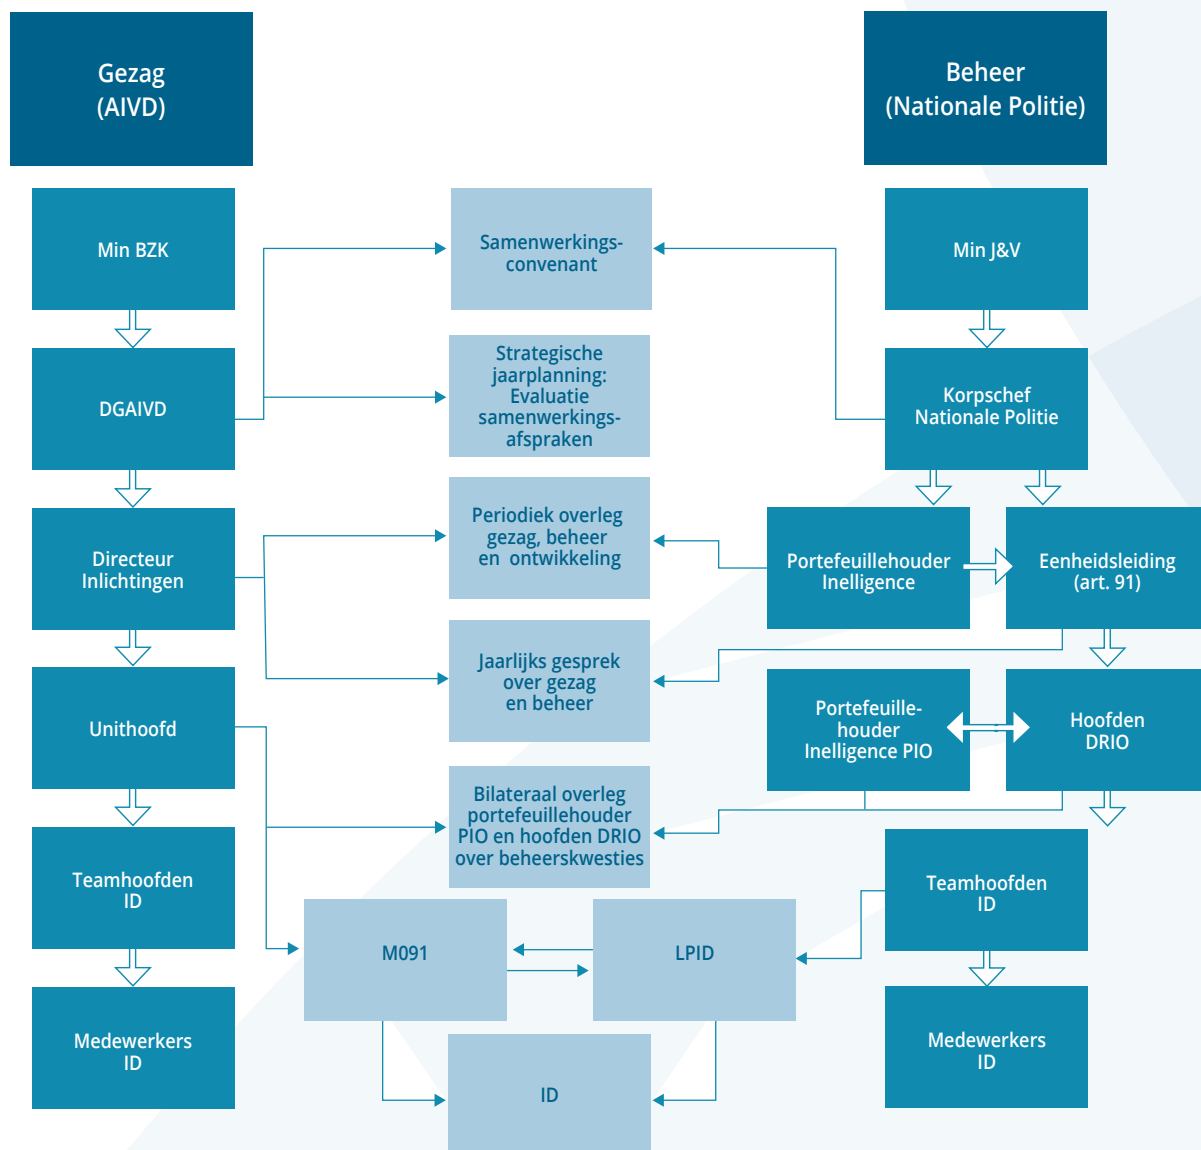 Gezag
(AIVD)
Beheer
(Nationale Politie)
Min BZK
Samenwerkings-
convenant
Min J&V
DGAIVD
Strategische
jaarplanning:
Evaluatie
samenwerkings-
afspraken
Korpschef
Nationale Politie
Directeur
Inlichtingen
Periodiek overleg
gezag, beheer
en ontwikkeling
Portefeuillehouder
Inelligence
Eenheidsleiding
(art. 91)
Jaarlijks gesprek
over gezag
en beheer
Unithoofd
Portefeuille-
houder
Inelligence PIO
Hoofden
DRIO
Bilateraal overleg
portefeuillehouder
PIO en hoofden DRIO
over beheerskwesties
Teamhoofden
ID
Teamhoofden
ID
M091
LPID
Medewerkers
ID
ID
Medewerkers
ID